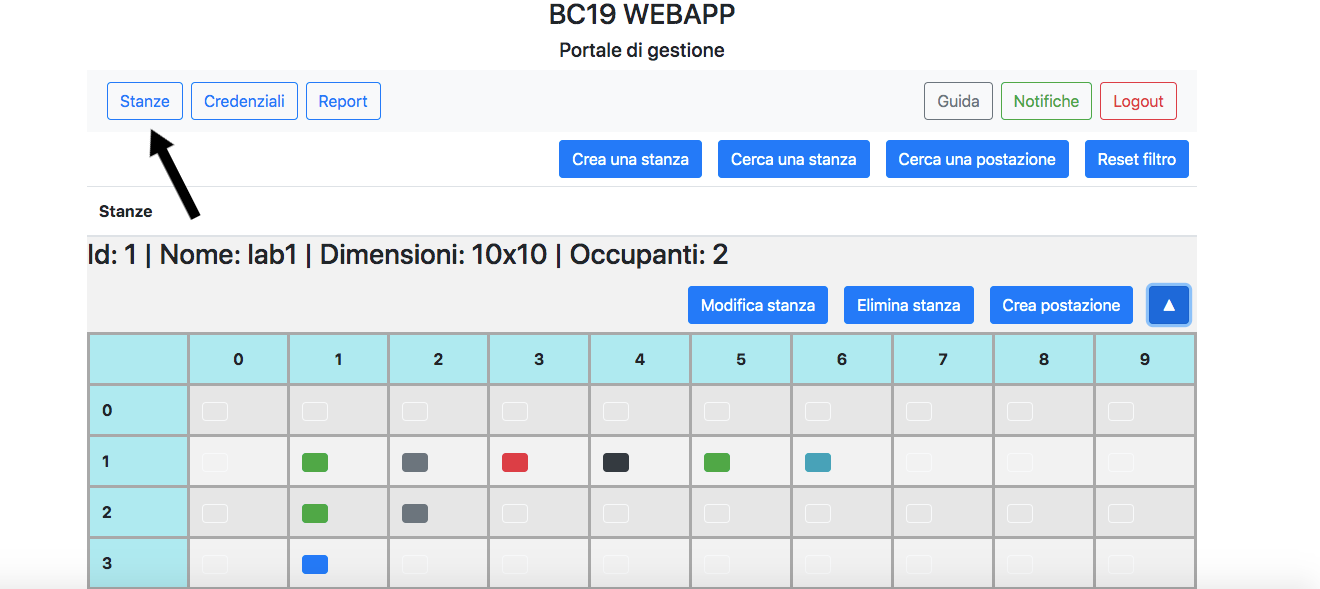 BC19 WEBAPP
Portale di gestione
Stanze Credenziali Report Guida Notifiche Logout
Crea una stanza Cerca una stanza Cerca una postazione Reset filtro
Stanze
Id: 1 | Nome: lab1 | Dimensioni: 10x10 | Occupanti: 2
Modifica stanza Elimina stanza Crea postazione ▲
0 1 2 3 4 5 6 7 8 9
0
1
2
3